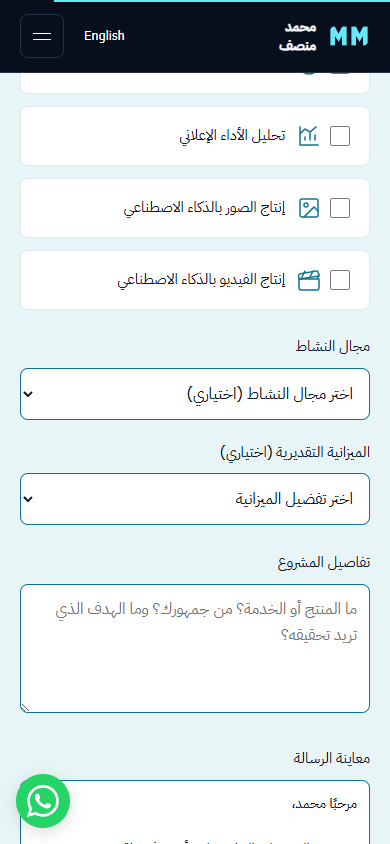 محمد
منصف
MM
English
تحليل الأداء الإعلاني
إنتاج الصور بالذكاء الاصطناعي
إنتاج الفيديو بالذكاء الاصطناعي
مجال النشاط
اختر مجال النشاط (اختياري)
الميزانية التقديرية (اختياري)
اختر تفضيل الميزانية
تفاصيل المشروع
ما المنتج أو الخدمة؟ من جمهورك؟ وما الهدف الذي
تريد تحقيقه؟
معاينة الرسالة
مرحبًا محمد،